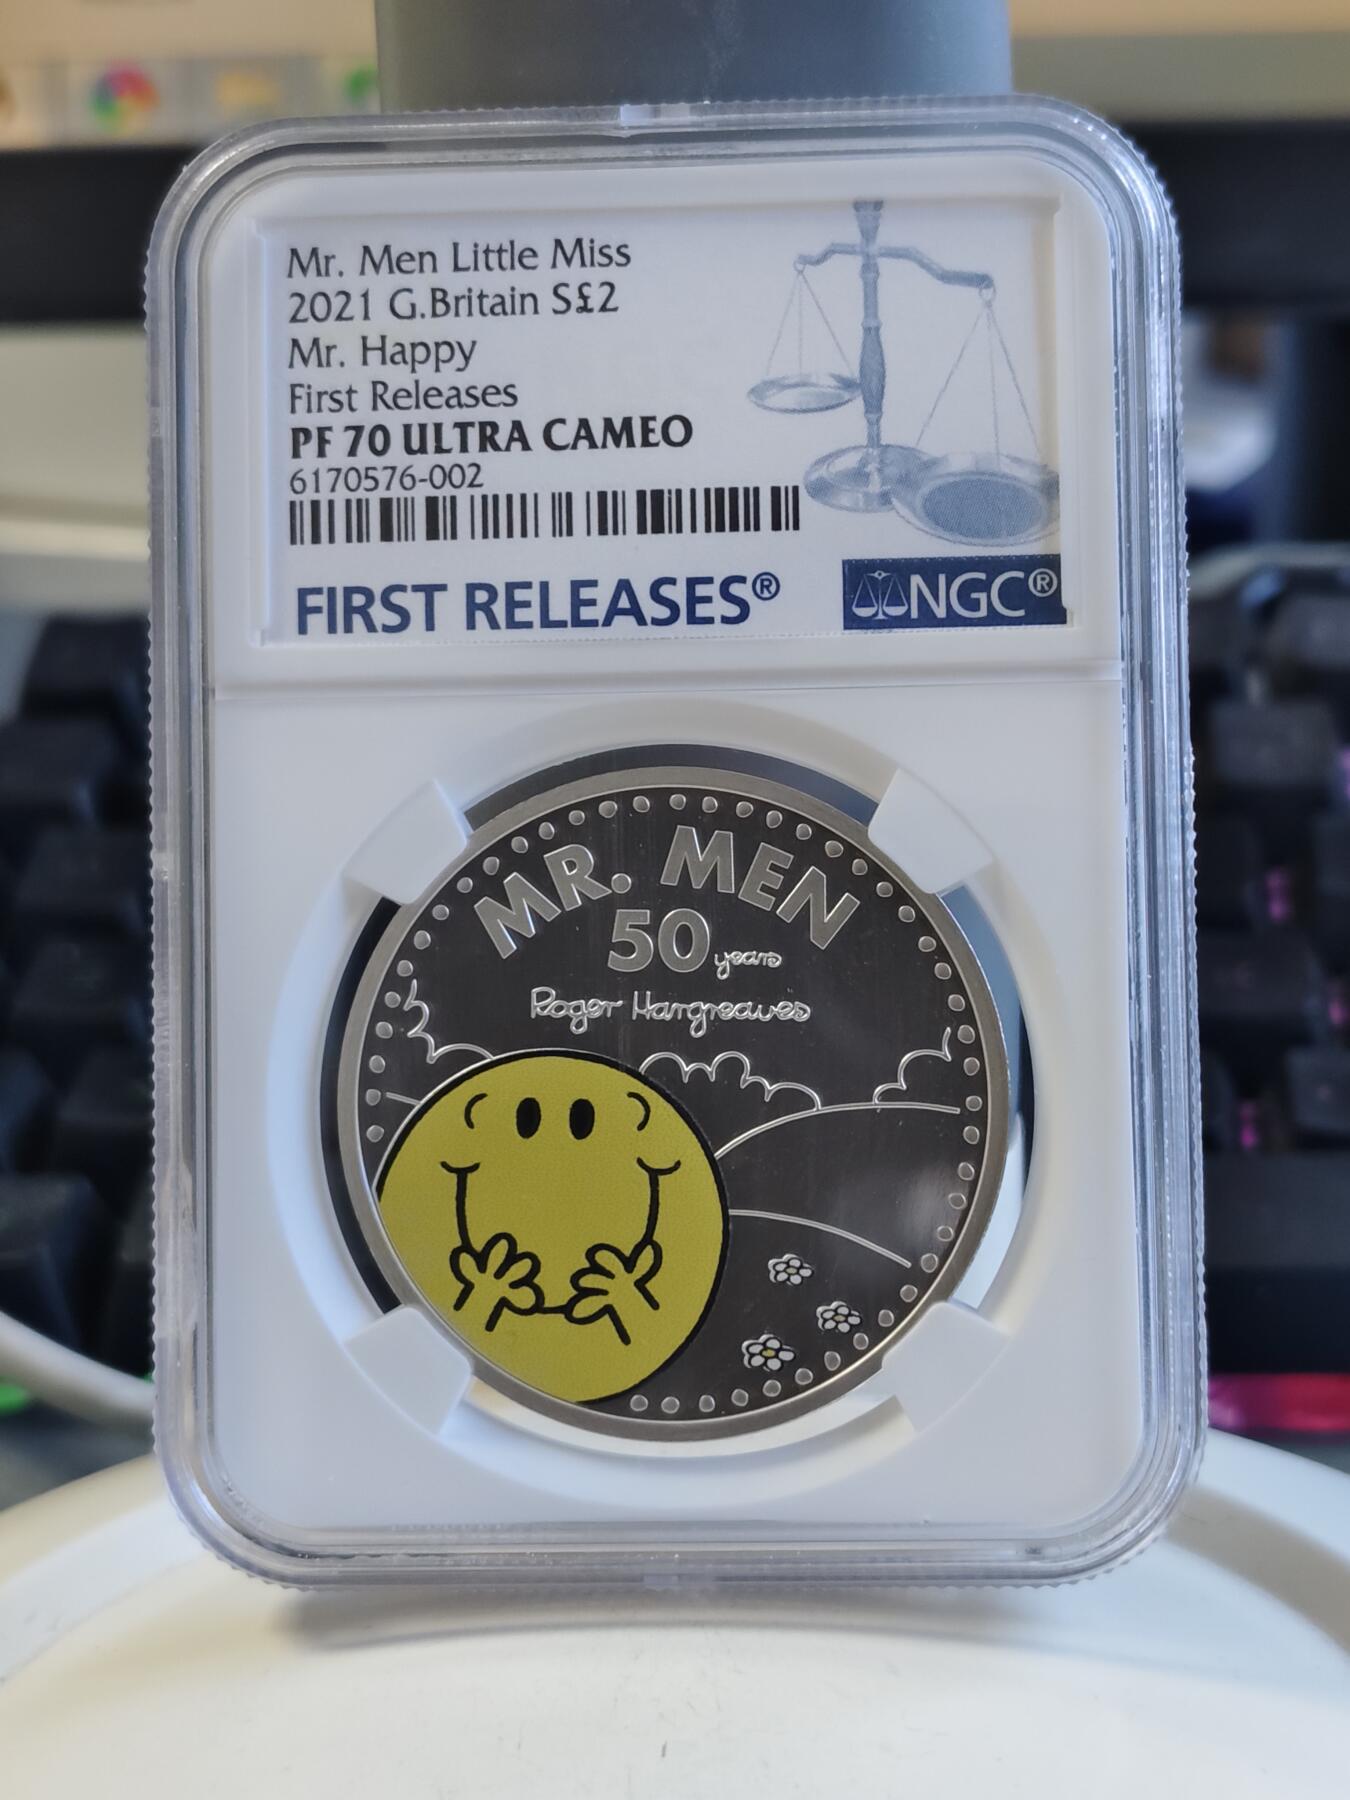 Mr. Men Little Miss
2021 G.Britain S£2
Mr. Happy
First Releases
PF 70 ULTRA CAMEO
6170576-002
FIRST RELEASES®
NGC®
MR. MEN
50 years
Roger Hargreaves